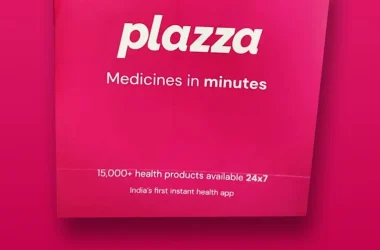 plazza
Medicines in minutes
15,000+ health products available 24x7
India's first instant health app